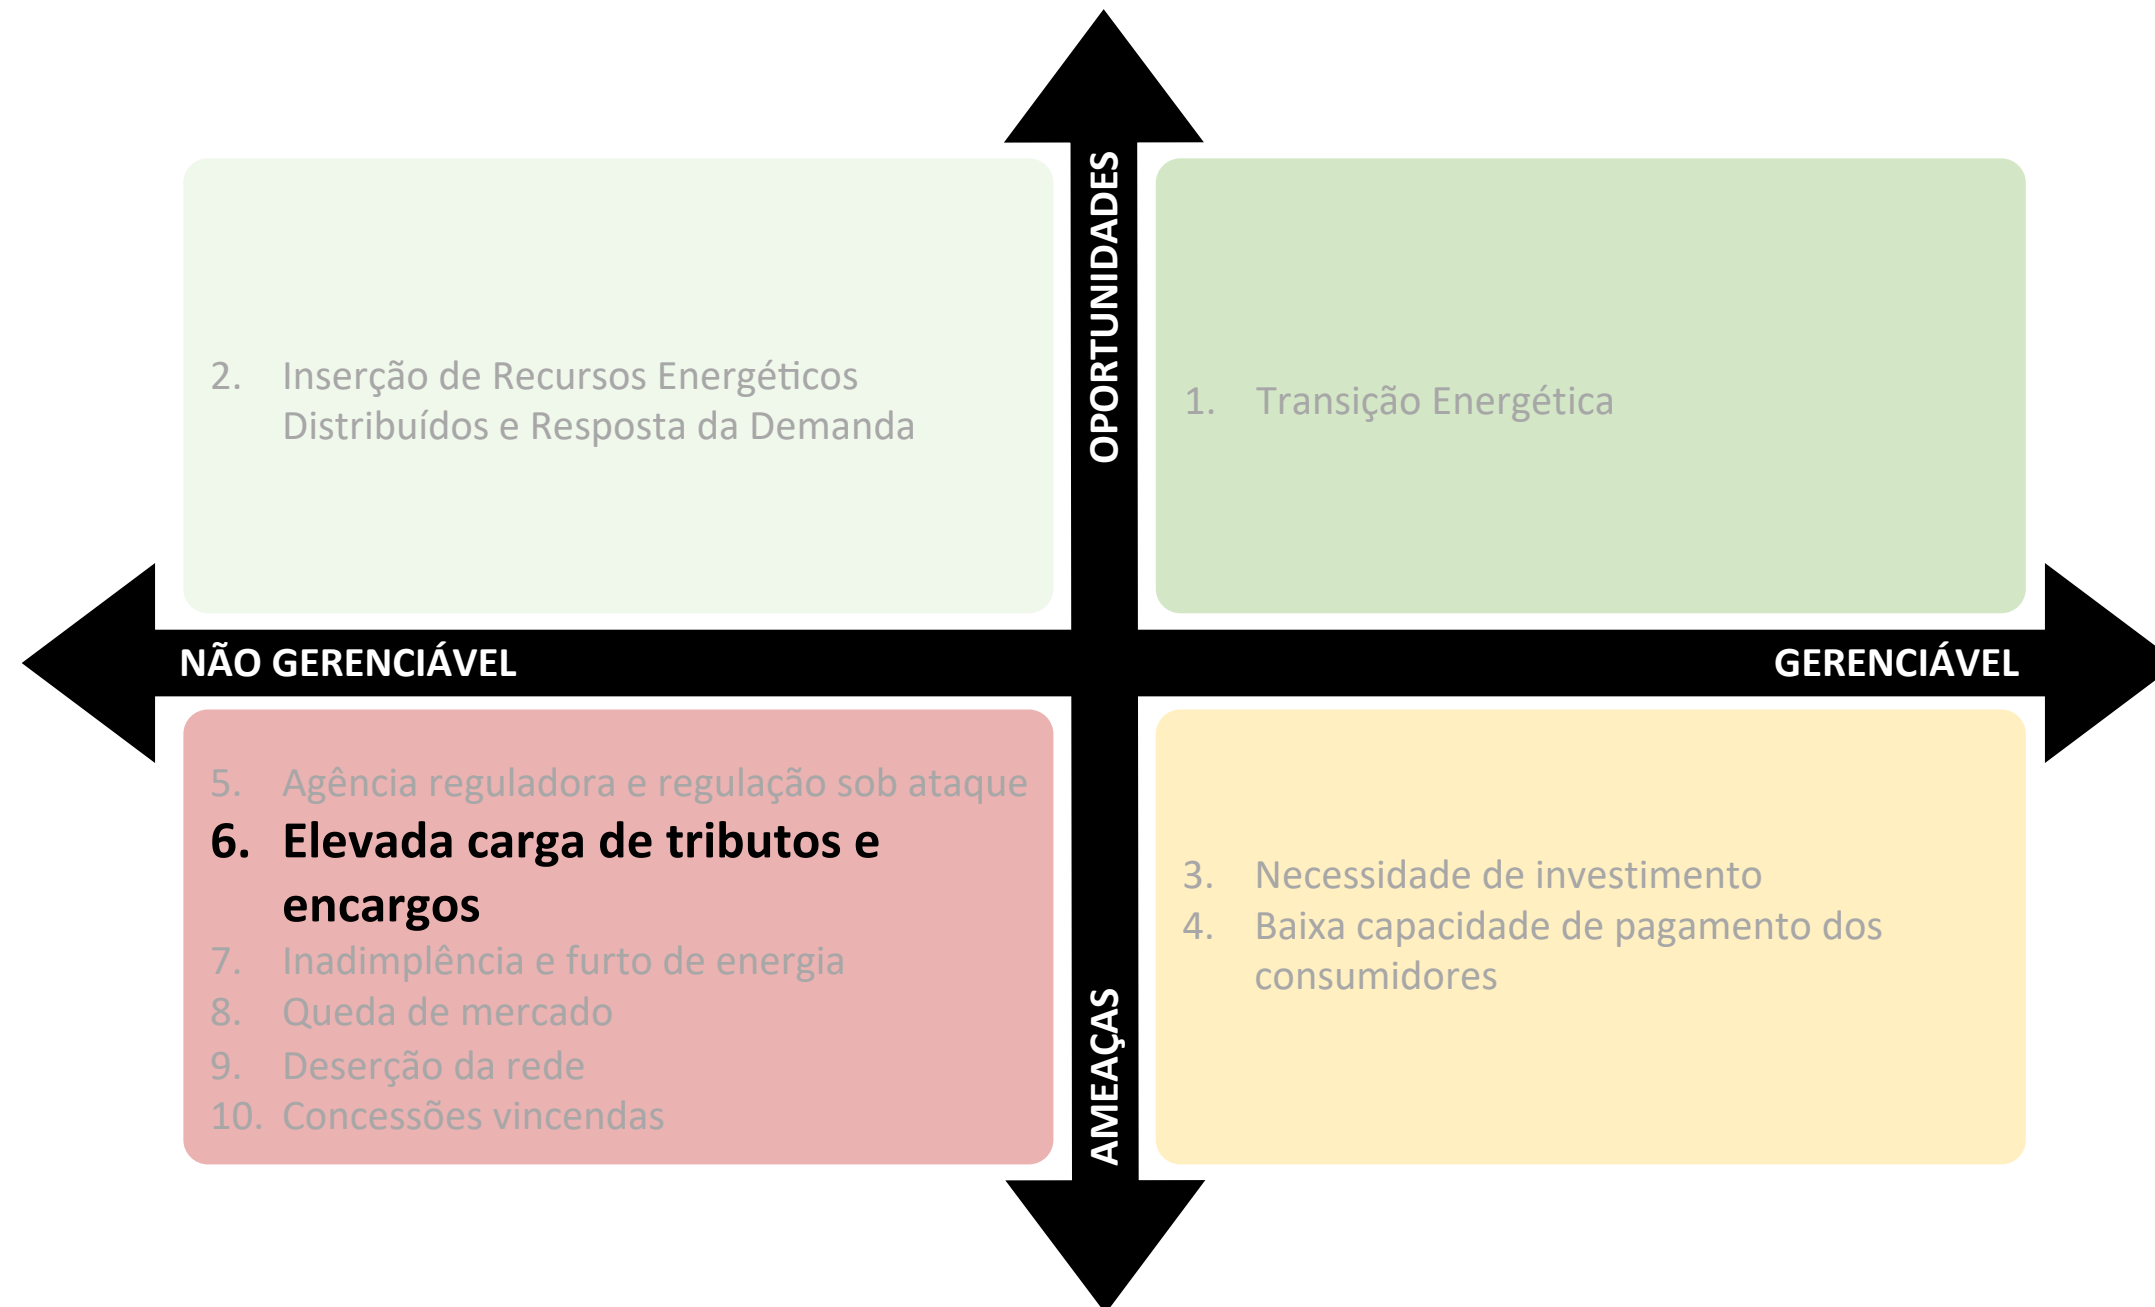 OPORTUNIDADES
2. Inserção de Recursos Energéticos
Distribuídos e Resposta da Demanda
1. Transição Energética
NÃO GERENCIÁVEL
GERENCIÁVEL
5. Agência reguladora e regulação sob ataque
6. Elevada carga de tributos e
encargos
7. Inadimplência e furto de energia
8. Queda de mercado
9. Deserção da rede
10. Concessões vincendas
3. Necessidade de investimento
4. Baixa capacidade de pagamento dos
consumidores
AMEAÇAS